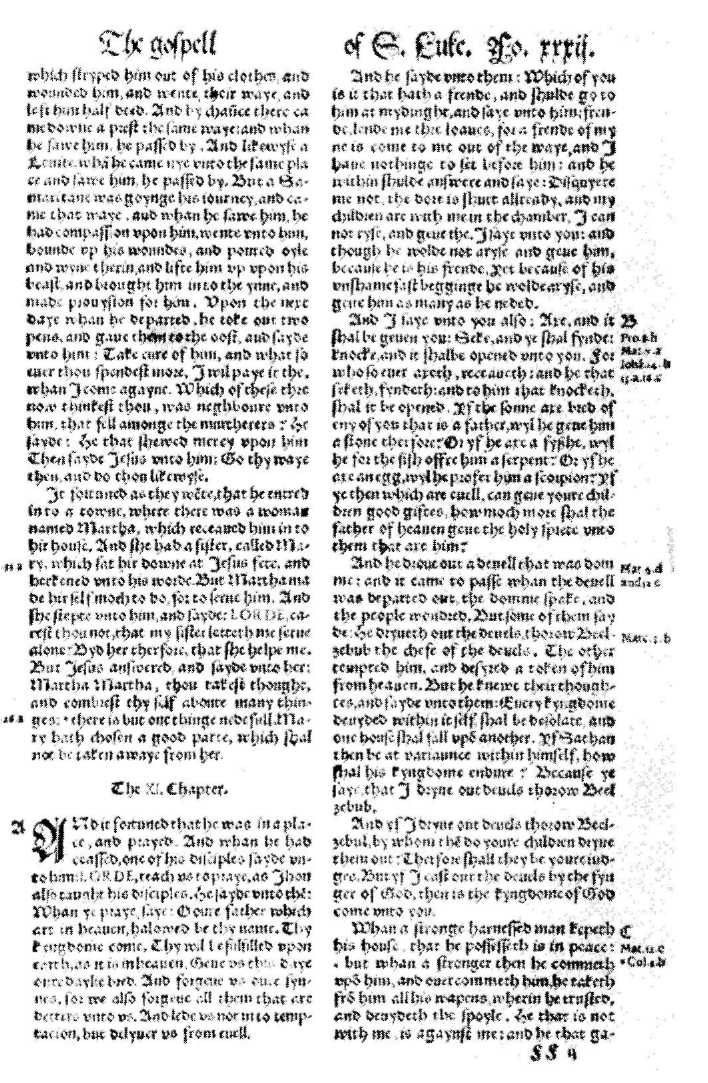 The gospell
of S. Luke. Fo. xxxij.
which stryped him out of his clothes, and
wounded him, and wente their waye, and
left him half deed. And by chaũce there ca-
me downe a prest the same waye: and whan
he sawe him, he passed by. And likewyse a
Leuite, whã he came nye vnto the same pla
ce and sawe him, he passed by. But a Sa-
maritane was goynge his iourney, and ca-
me that waye, and whan he sawe him, he
had compassion vpon him, wente vnto him,
bounde vp his woundes, and poured oyle
and wyne therin, and lifte him vp vpon his
beast, and brought him in to the ynne, and
made prouysion for him. Vpon the next
daye whan he departed, he toke out two
pens, and gaue them to the oost, and sayde
vnto him: Take cure of him, and what so
euer thou spendest more, I wil paye it the,
whan I come agayne. Which of these thre
now thinkest thou, was neghboure vnto
him, that fell amonge the murtherers? He
sayde: He that shewed mercy vpon him
Then sayde Jesus vnto him: Go thy waye
then, and do thou likewyse.
It fortuned as they wẽte, that he entred
in to a towne, where there was a woman
named Martha, which receaued him in to
hir house. And she had a sister, called Ma-
ry, which sat hir downe at Jesus fete, and
herkened vnto his worde. But Martha ma
de hir self moch to do, for to serue him. And
she stepte vnto him, and sayde: LORDE, ca-
rest thou not, that my sister letteth me serue
alone? Byd her therfore, that she helpe me.
But Jesus answered, and sayde vnto her:
Martha Martha, thou takest thought,
and combrest thy self aboute many thin-
ges: * there is but one thinge nedefull. Ma-
ry hath chosen a good parte, which shal
not be taken awaye from her.
The XI. Chapter.
A
AND it fortuned that he was in a pla-
ce, and prayed. And whan he had
ceassed, one of his disciples sayde vn-
to him: LORDE, teach vs to praye, as Jhon
also taught his disciples. He sayde vnto thẽ:
Whan ye praye, saye: O oure father which
art in heauen, halowed be thy name. Thy
kyngdome come. Thy wil be fulfilled vpon
earth, as it is in heauen. Geue vs this daye
oure daylie bred. And forgeue vs oure syn-
nes, for we also forgeue all them that are
detters vnto vs. And lede vs not in to temp-
tacion, but delyuer vs from euell.
And he sayde vnto them: Which of you
is it that hath a frende, and shulde go to
him at mydnighte, and saye vnto him: fren-
de, lende me thre loaues, for a frende of my
ne is come to me out of the waye, and I
haue nothinge to set before him: and he
within shulde answere and saye: Disquyete
me not, the dore is shutt allready, and my
children are with me in the chamber, I can
not ryse, and geue the. I saye vnto you: and
though he wolde not aryse and geue him,
because he is his frende, Yet because of his
vnshamefast begginge he wolde aryse, and
geue him as many as he neded.
And I saye vnto you also: Axe, and it
shal be geuen you: Seke, and ye shal fynde:
knocke, and it shalbe opened vnto you. For
who so euer axeth, receaueth: and he that
seketh, fyndeth: and to him that knocketh,
shal it be opened. Yf the sonne axe bred of
eny of you that is a father, wyl he geue him
a stone therfore? Or yf he axe a fyshe, wyl
he for the fish offre him a serpent? Or yf he
axe an egg, wyl he profer him a scorpion? Yf
ye then which are euell, can geue youre chil-
dren good giftes, how moch more shal the
father of heauen geue the holy sprete vnto
them that axe him?
And he droue out a deuell that was dom
me: and it came to passe whan the deuell
was departed out, the domme spake, and
the people wondred. But some of them say
de: He dryueth out the deuels, thorow Beel-
zebub the chefe of the deuels. The other
tempted him, and desyred a token of him
from heauen. But he knewe their though-
tes, and sayde vnto them: Euery kyngdome
deuyded within it self shal be desolate, and
one house shal fall vpõ another. Yf Sathan
then be at variaunce within himself, how
shal his kyngdome endure? Because ye
saye, that I dryue out deuels thorow Beel
zebub.
And yf I dryue out deuels thorow Beel-
zebub, by whom thẽ do youre children dryue
them out? Therfore shall they be youre iud-
ges. But yf I cast out the deuels by the fyn
ger of God, then is the kyngdome of God
come vnto you.
Whan a stronge harnessed man kepeth
his house, that he possesseth is in peace:
* but whan a stronger then he commeth
vpõ him, and ouercommeth him, he taketh
frõ him all his wapens, wherin he trusted,
and deuydeth the spoyle. He that is not
with me, is agaynst me: and he that ga-
B
Mat. 9. d
and 12. c
C
Mat. 12. c
* Col. 2. b